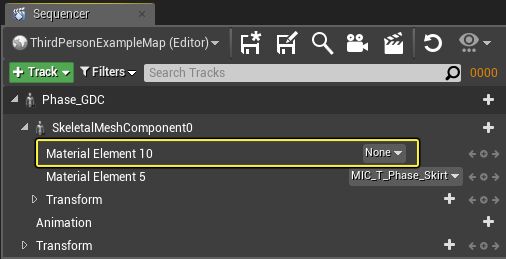 Sequencer
ThirdPersonExampleMap (Editor)
Track Filters Search Tracks 0000
Phase_GDC
SkeletalMeshComponent0
Material Element 10 None
Material Element 5 MIC_T_Phase_Skirt
Transform
Animation
Transform